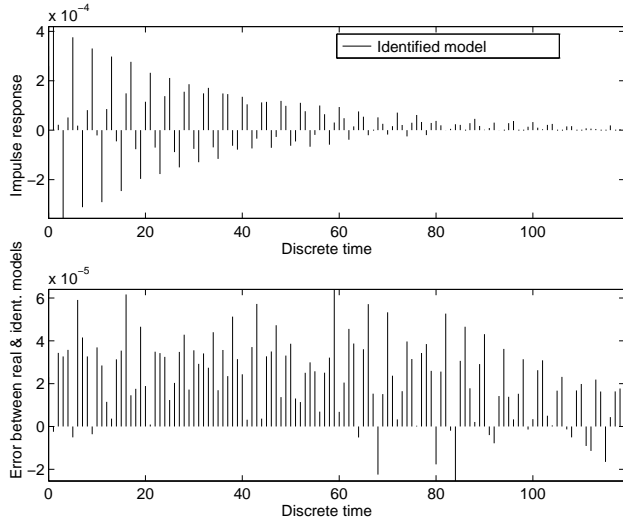 x 10⁻⁴
4
2
0
−2
Impulse response
Identified model
0 20 40 60 80 100
Discrete time
x 10⁻⁵
6
4
2
0
−2
Error between real & ident. models
0 20 40 60 80 100
Discrete time